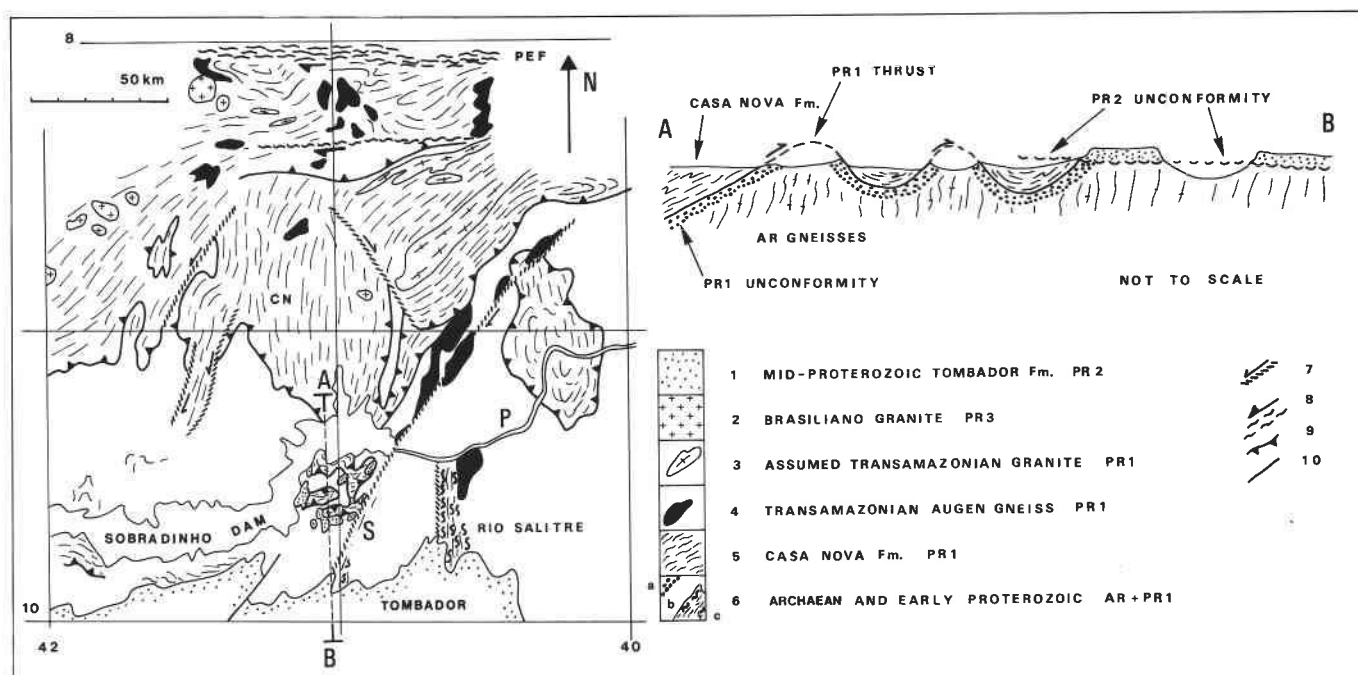 8
PEF
50 km
N
CN
A
P
S
SOBRADINHO DAM
RIO SALITRE
TOMBADOR
10
42
B
40
PR1 THRUST
CASA NOVA Fm.
PR2 UNCONFORMITY
A
B
AR GNEISSES
PR1 UNCONFORMITY
NOT TO SCALE
1 MID-PROTEROZOIC TOMBADOR Fm. PR2
2 BRASILIANO GRANITE PR3
3 ASSUMED TRANSAMAZONIAN GRANITE PR1
4 TRANSAMAZONIAN AUGEN GNEISS PR1
5 CASA NOVA Fm. PR1
a
b
6 ARCHAEAN AND EARLY PROTEROZOIC AR + PR1
c
7
8
9
10
S S S S S S S S S S S S